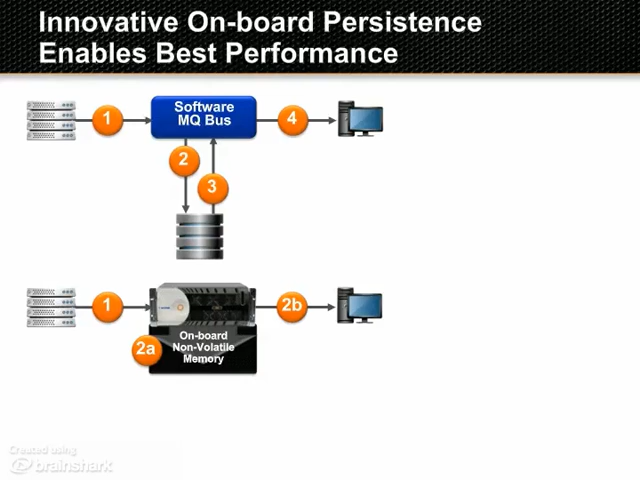 Innovative On-board Persistence
Enables Best Performance
Software
MQ Bus
1
4
2
3
1
2b
On-board
Non-Volatile
Memory
2a
Created using
brainshark